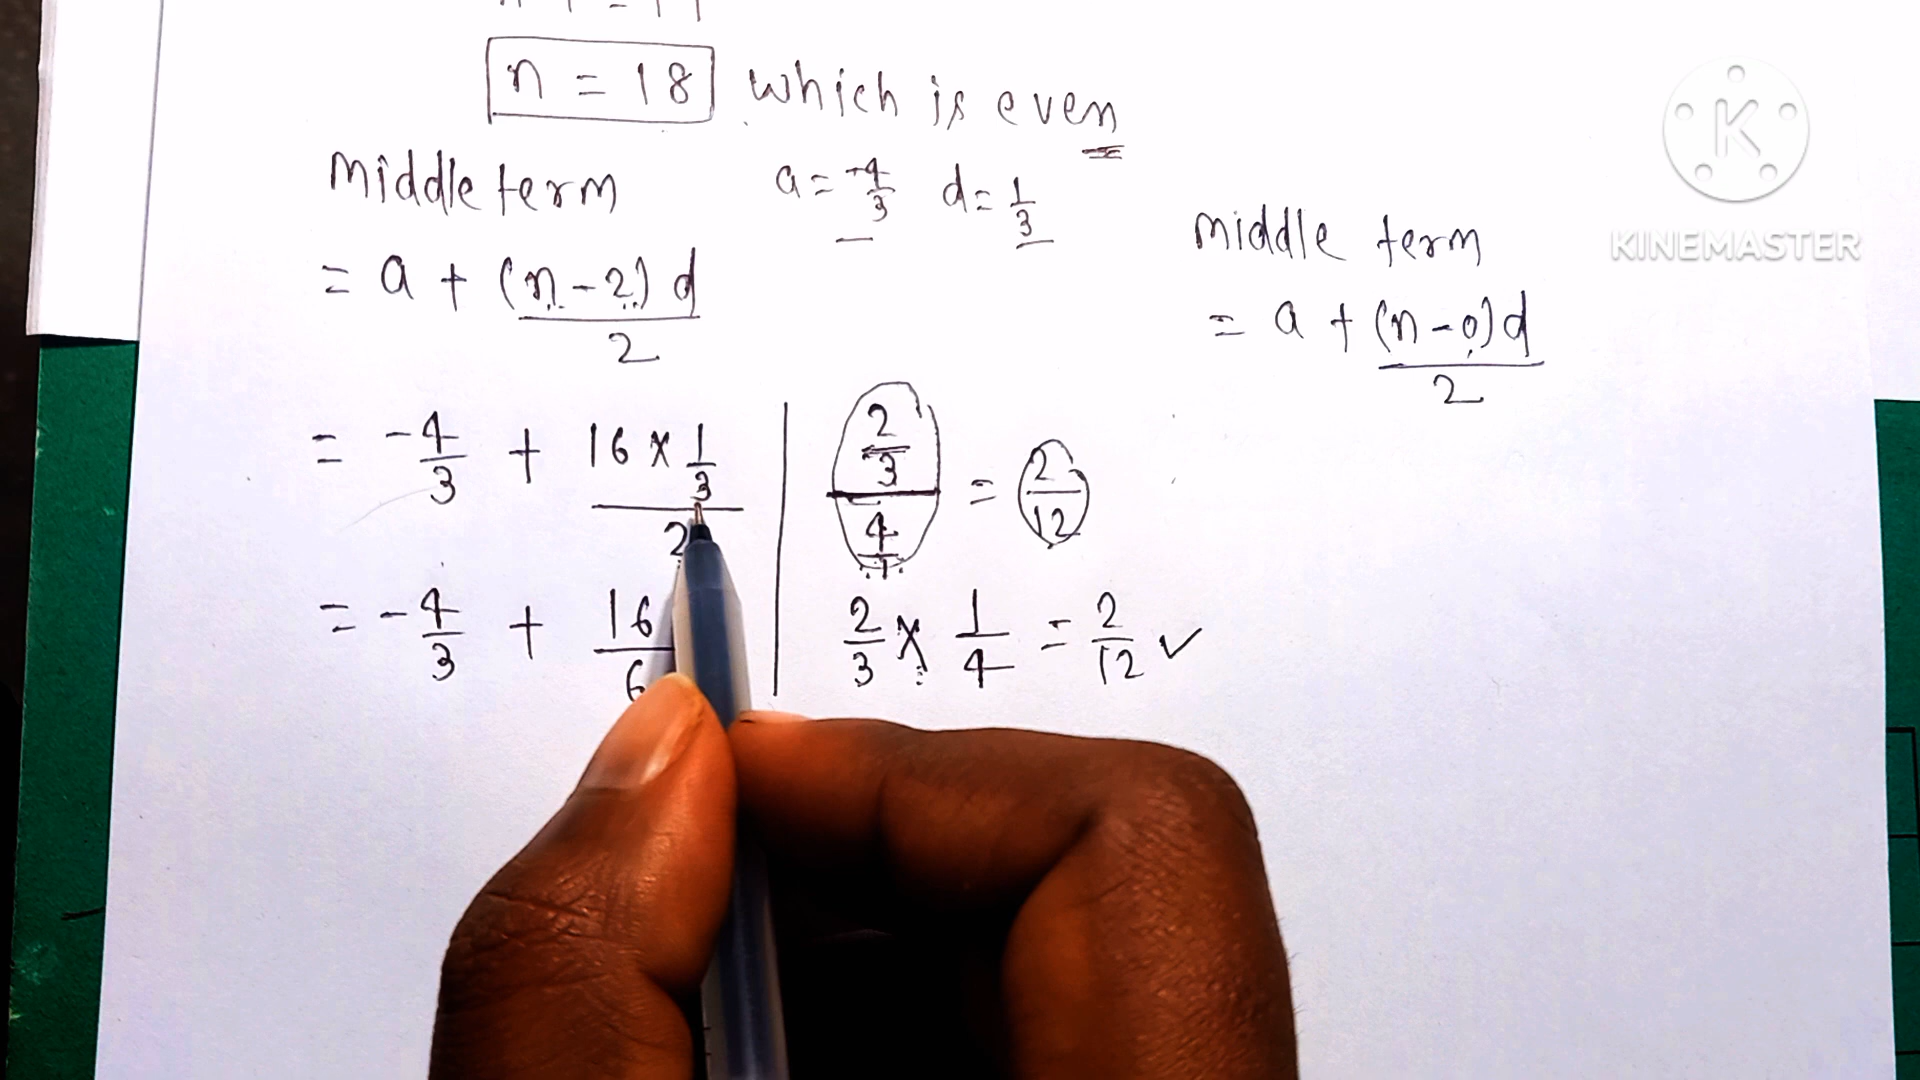 n = 18 which is even
middle term a = -4/3 d = 1/3
= a + (n-2)d/2
middle term
= a + (n-0)d/2
= -4/3 + 16 × 1/3 / 2
2/3 / 4/1 = 2/12
= -4/3 + 16/6
2/3 × 1/4 = 2/12 ✓
K
KINEMASTER